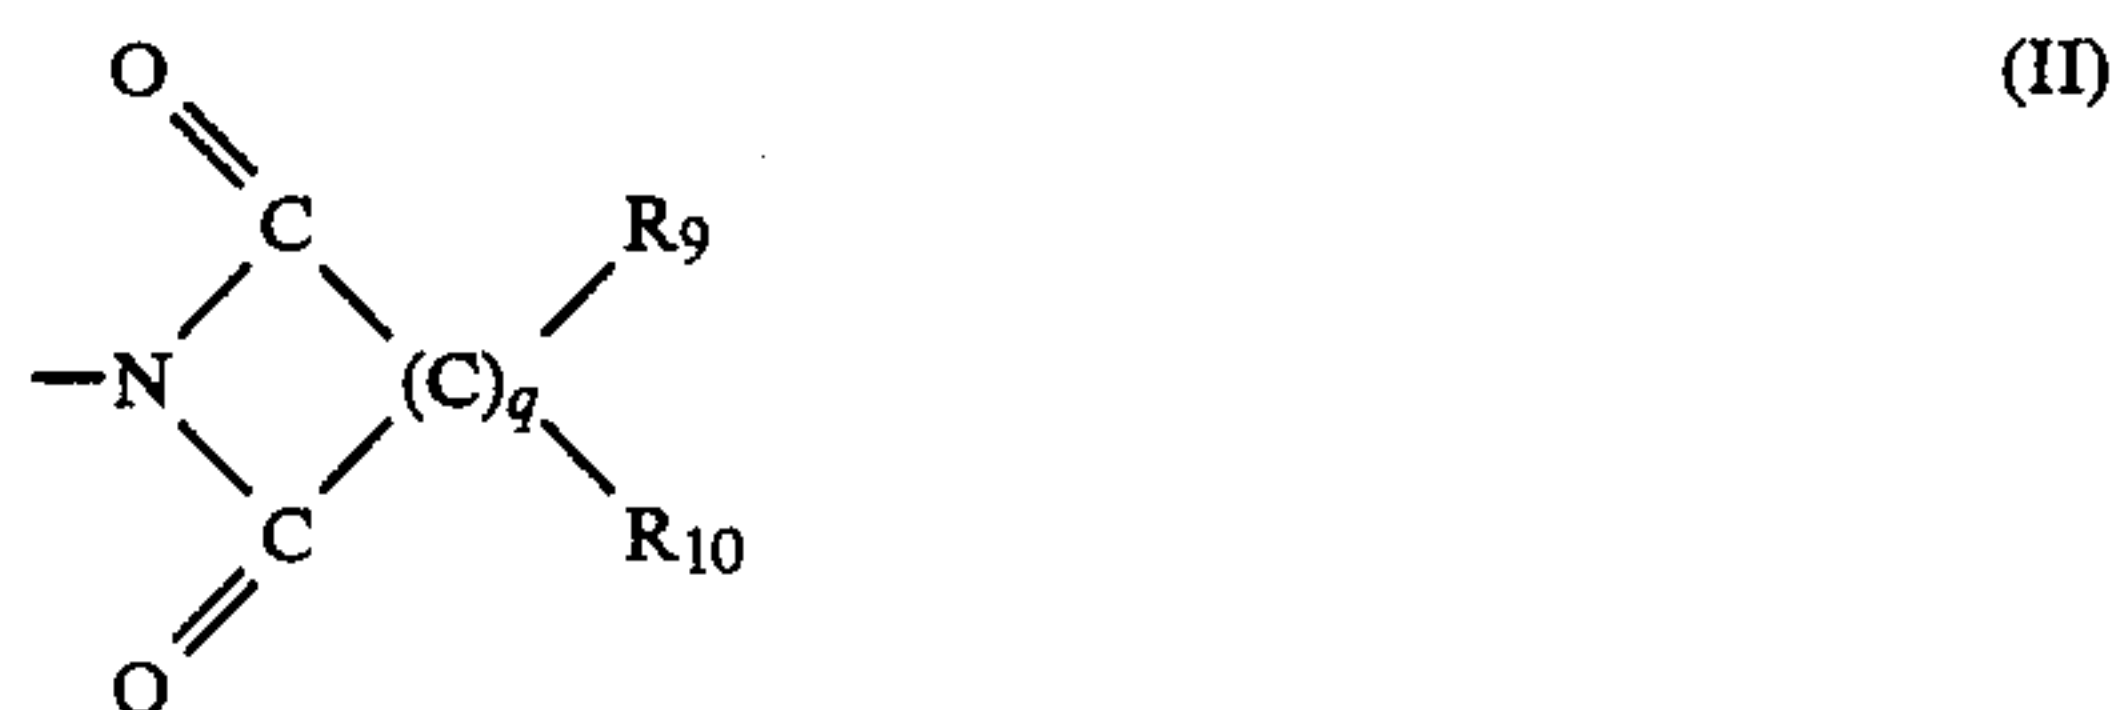 O (II)
C R9
–N (C)q
C R10
O